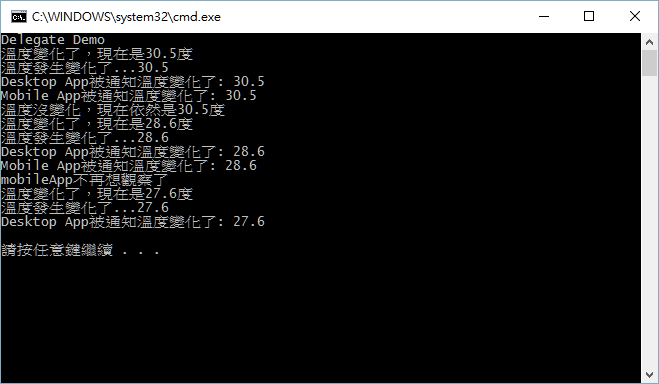 C:\WINDOWS\system32\cmd.exe
Delegate Demo
溫度變化了，現在是30.5度
溫度發生變化了...30.5
Desktop App被通知溫度變化了: 30.5
Mobile App被通知溫度變化了: 30.5
溫度沒變化，現在依然是30.5度
溫度變化了，現在是28.6度
溫度發生變化了...28.6
Desktop App被通知溫度變化了: 28.6
Mobile App被通知溫度變化了: 28.6
mobileApp不再想觀察了
溫度變化了，現在是27.6度
溫度發生變化了...27.6
Desktop App被通知溫度變化了: 27.6
請按任意鍵繼續 . . .